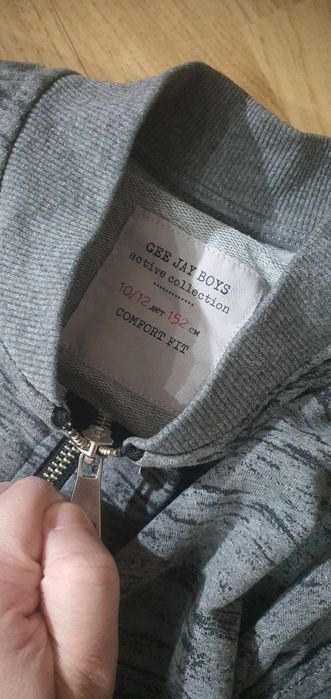 GEE JAY BOYS
active collection
10/12 лет 152 см
COMFORT FIT